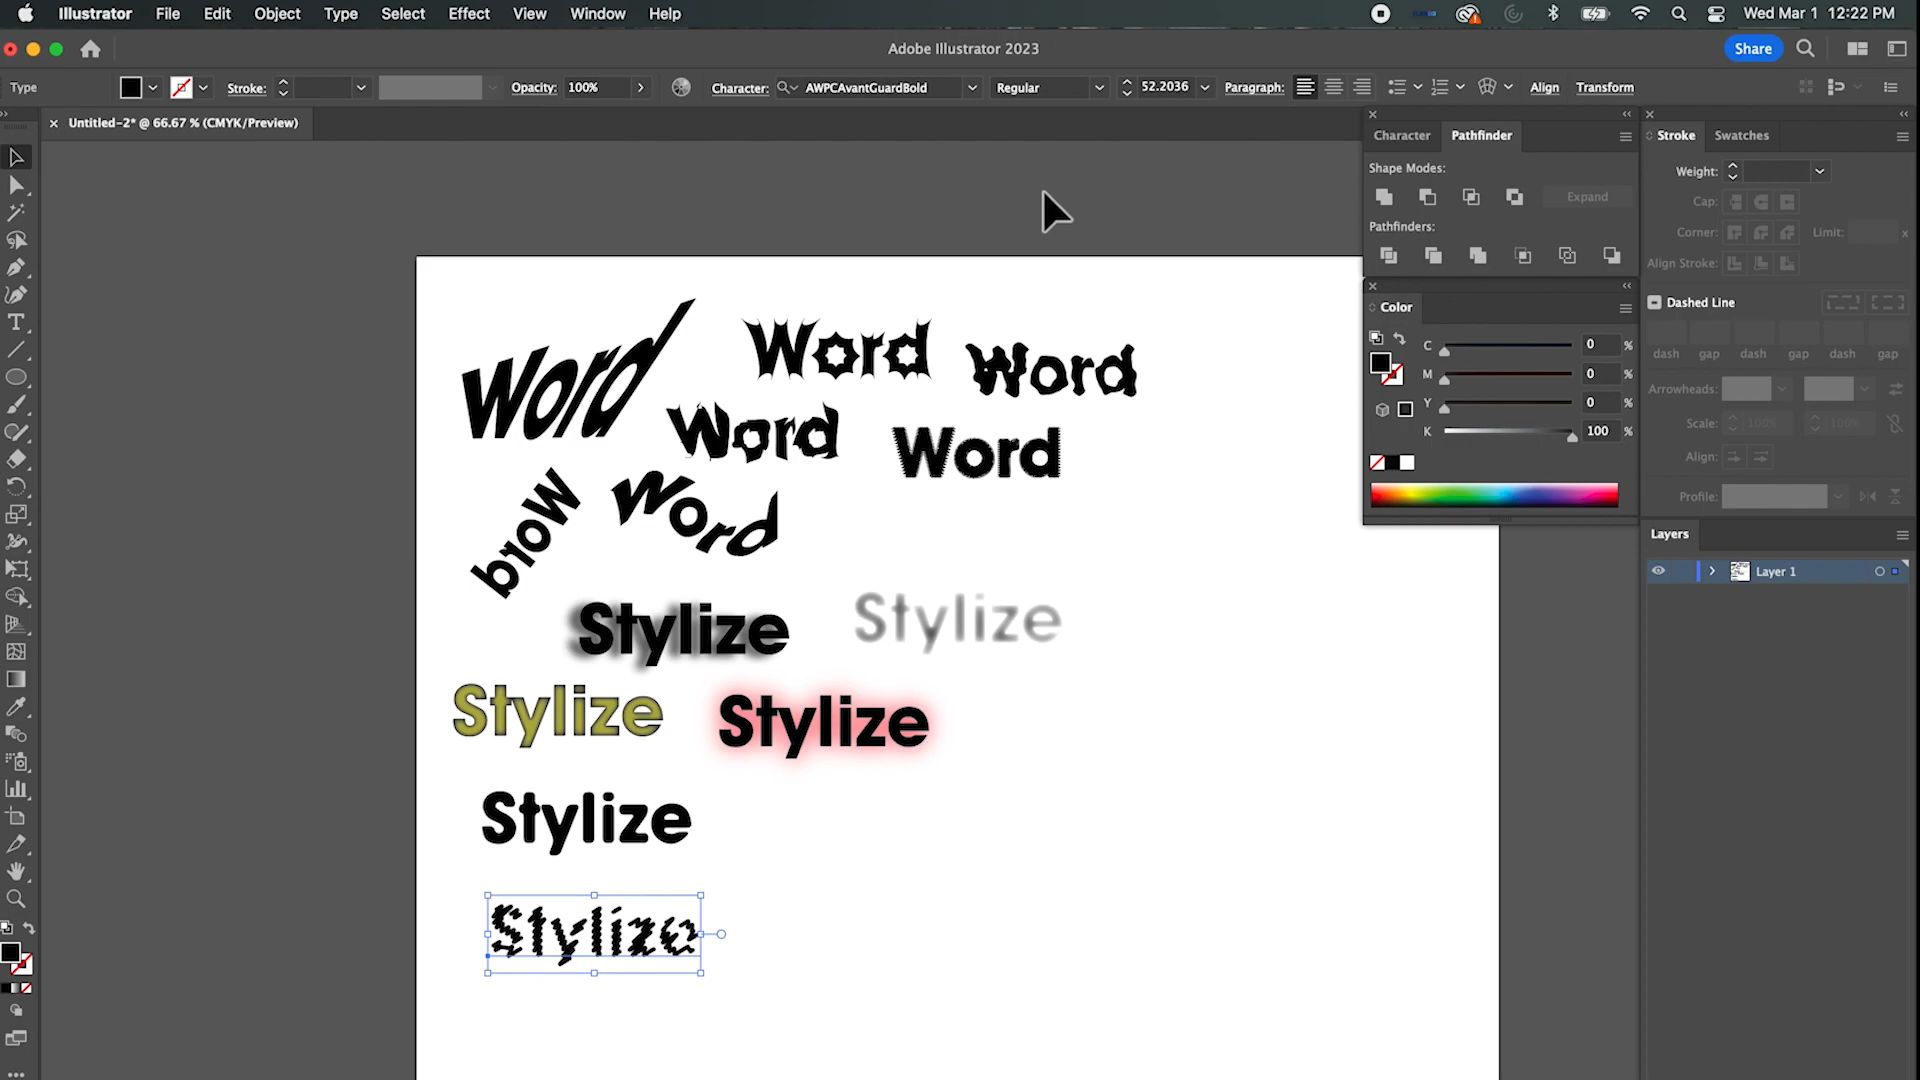 Illustrator File Edit Object Type Select Effect View Window Help Wed Mar 1 12:22 PM
Adobe Illustrator 2023 Share
Type Stroke: Opacity: 100% Character: AWPCAvantGuardBold Regular 52.2036 Paragraph: Align Transform
Untitled-2* @ 66.67 % (CMYK/Preview)
Character Pathfinder
Shape Modes:
Expand
Pathfinders:
Color
C 0 %
M 0 %
Y 0 %
K 100 %
Stroke Swatches
Weight:
Cap:
Corner: Limit: x
Align Stroke:
Dashed Line
dash gap dash gap dash gap
Arrowheads:
Scale: 100% 100%
Align:
Profile:
Layers
Layer 1
Word Word Word
Word Word
Word Word
Stylize Stylize
Stylize Stylize
Stylize
Stylize